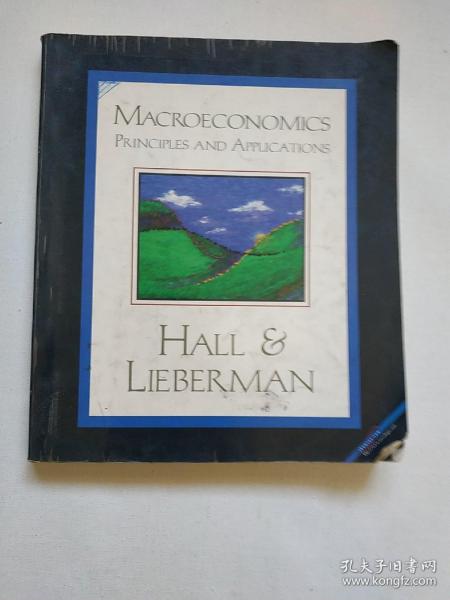 MACROECONOMICS
PRINCIPLES AND APPLICATIONS
HALL &
LIEBERMAN
孔夫子旧书网
www.kongfz.com